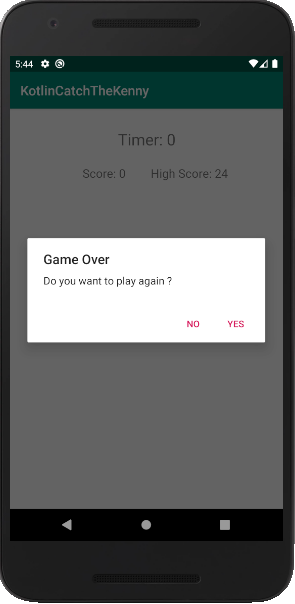 5:44
KotlinCatchTheKenny
Timer: 0
Score: 0 High Score: 24
Game Over
Do you want to play again ?
NO YES